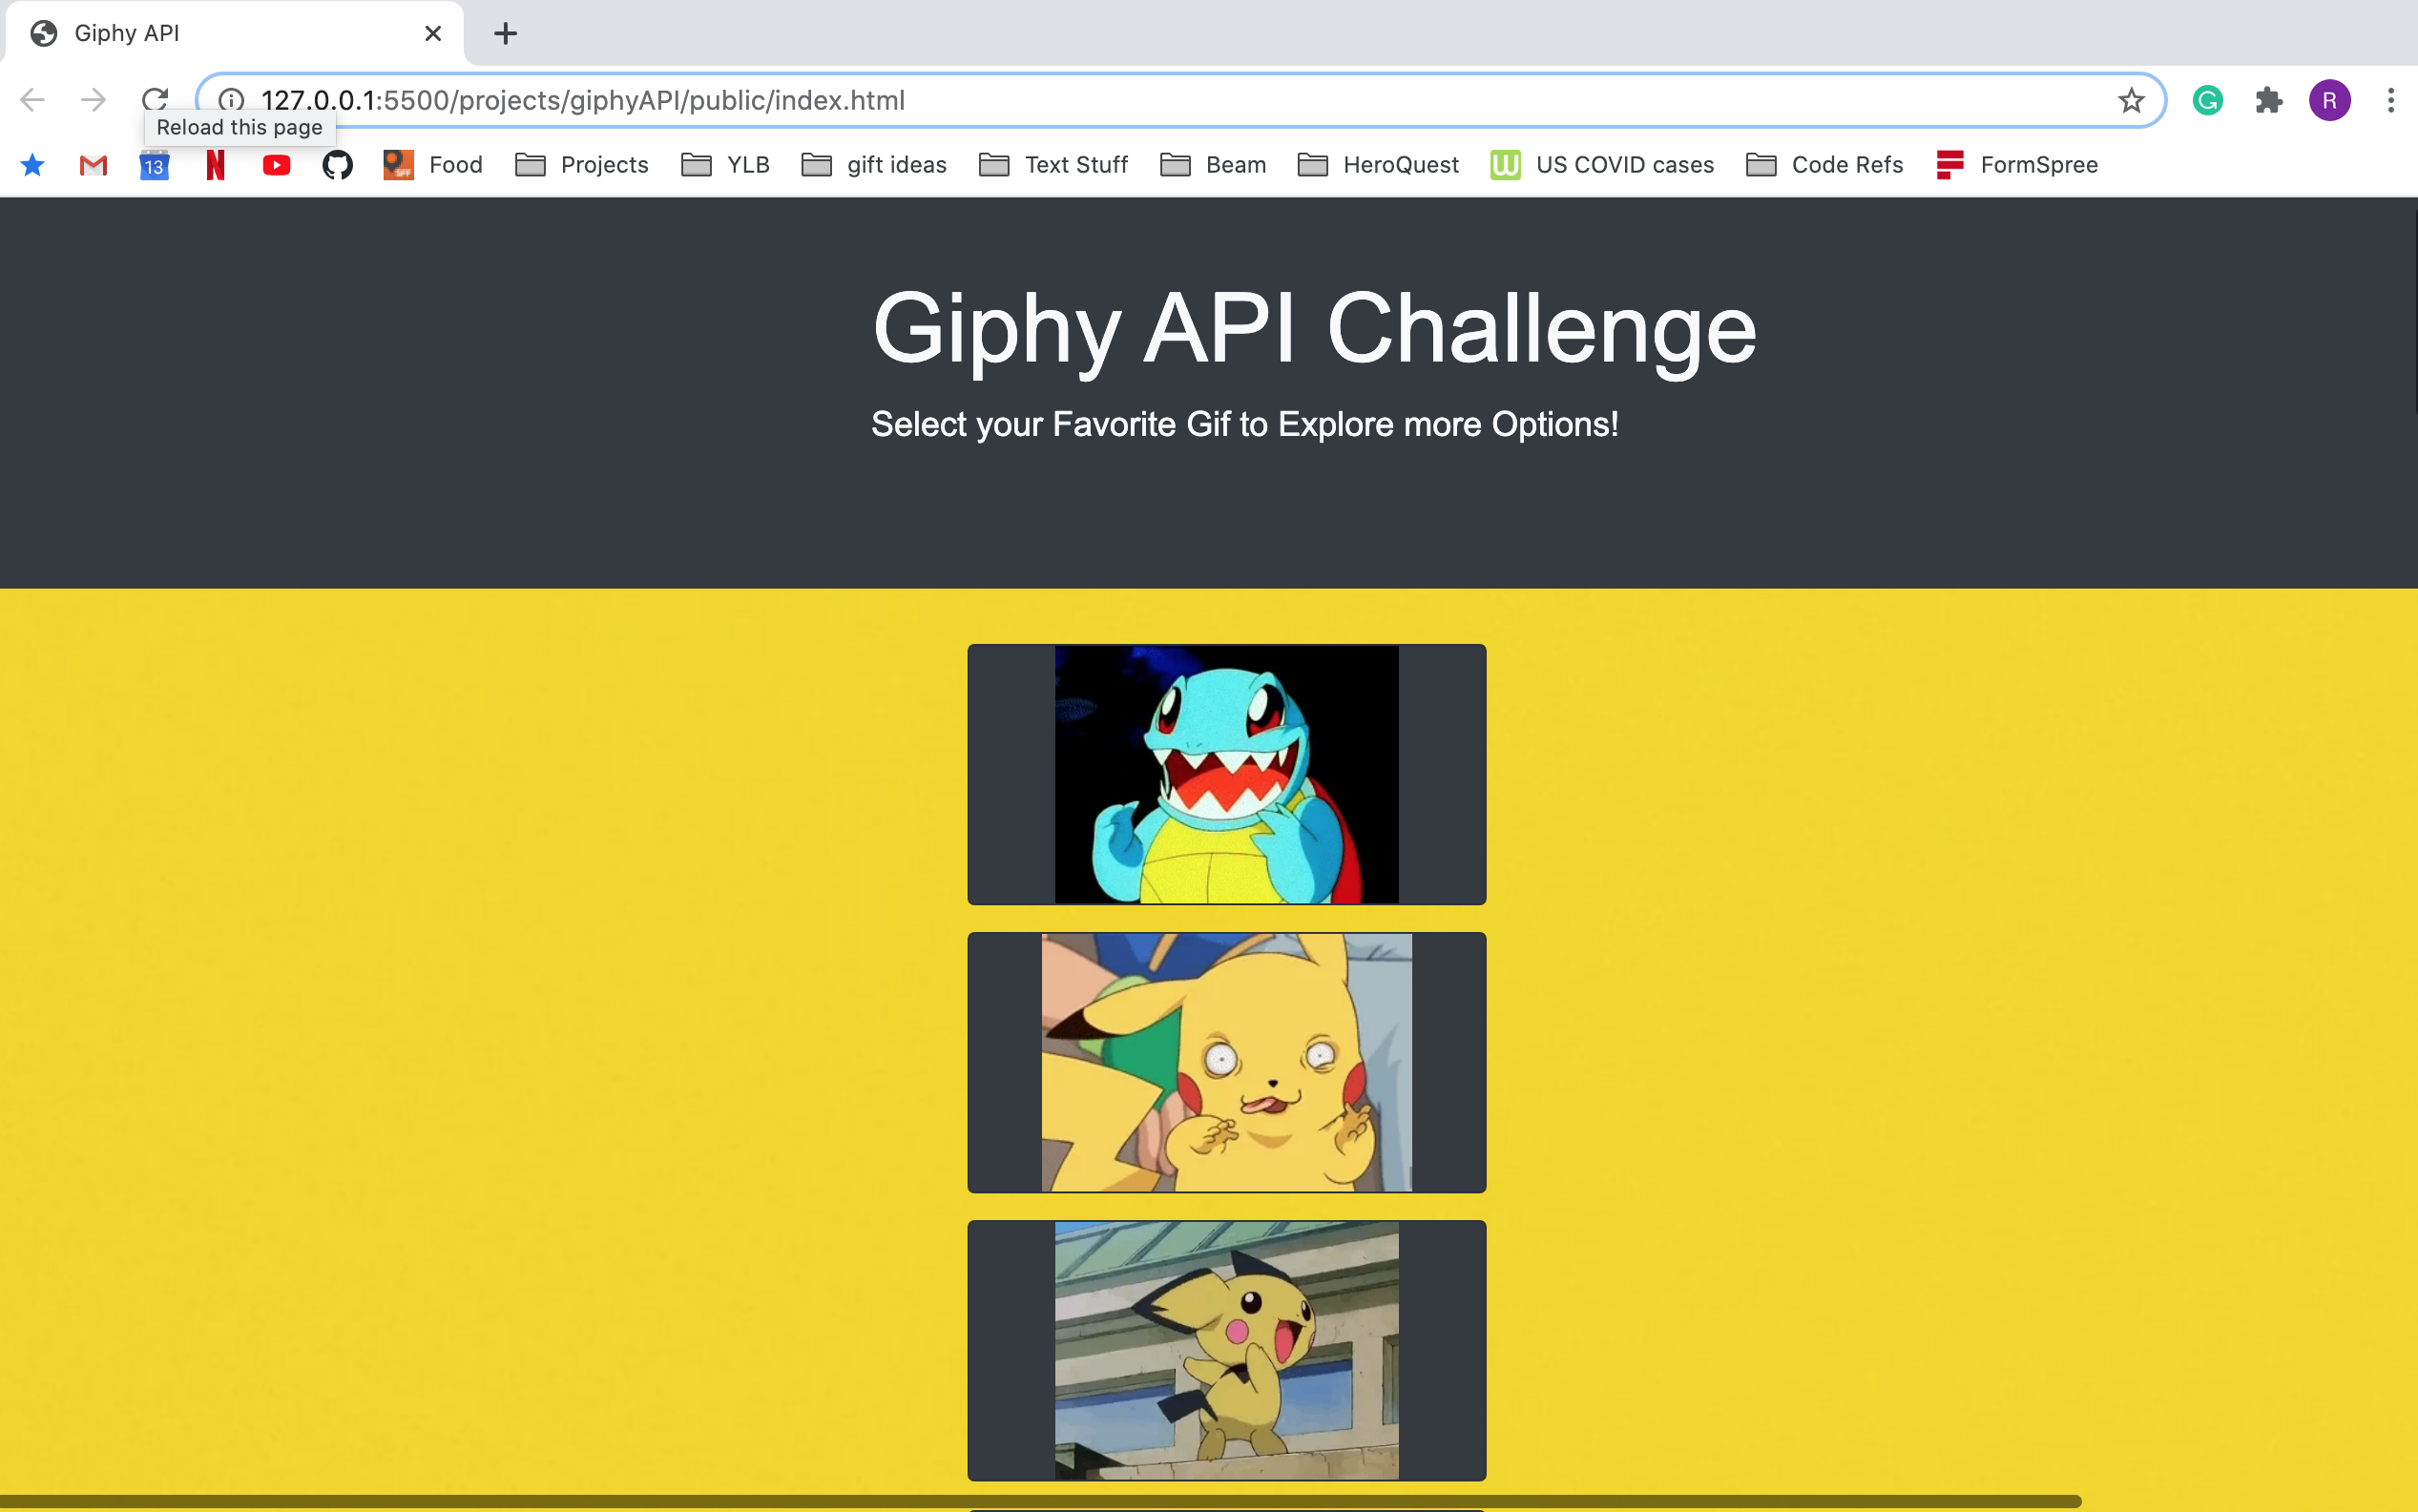 Giphy API
127.0.0.1:5500/projects/giphyAPI/public/index.html
R
Reload this page
13
Food
Projects
YLB
gift ideas
Text Stuff
Beam
HeroQuest
US COVID cases
Code Refs
FormSpree
Giphy API Challenge
Select your Favorite Gif to Explore more Options!